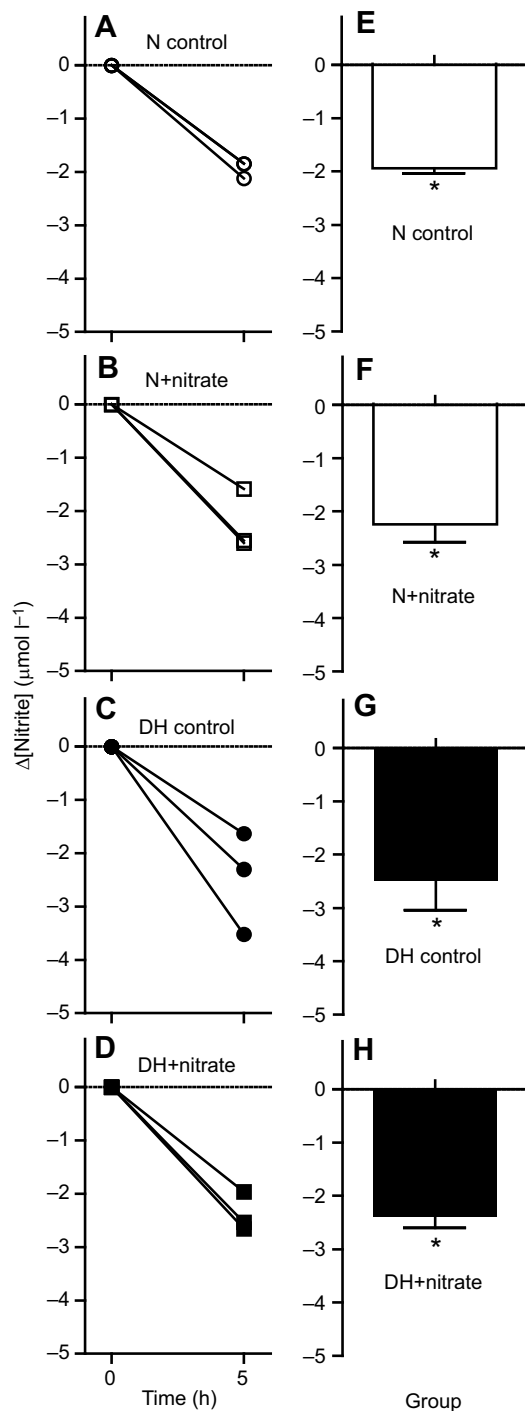 A
N control
0
–1
–2
–3
–4
–5
E
0
–1
–2
–3
–4
–5
*
N control
B
N+nitrate
0
–1
–2
–3
–4
–5
F
0
–1
–2
–3
–4
–5
*
N+nitrate
Δ[Nitrite] (μmol l–1)
C
DH control
0
–1
–2
–3
–4
–5
G
0
–1
–2
–3
–4
–5
*
DH control
D
DH+nitrate
0
–1
–2
–3
–4
–5
0 5
Time (h)
H
0
–1
–2
–3
–4
–5
*
DH+nitrate
Group